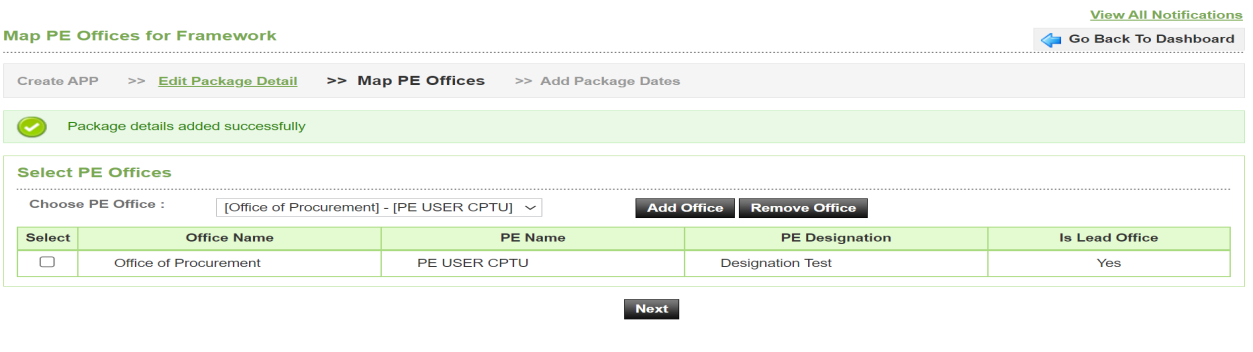 View All Notifications
Map PE Offices for Framework
Go Back To Dashboard
Create APP >> Edit Package Detail >> Map PE Offices >> Add Package Dates
Package details added successfully
Select PE Offices
Choose PE Office : [Office of Procurement] - [PE USER CPTU] Add Office Remove Office
Select Office Name PE Name PE Designation Is Lead Office
Office of Procurement PE USER CPTU Designation Test Yes
Next